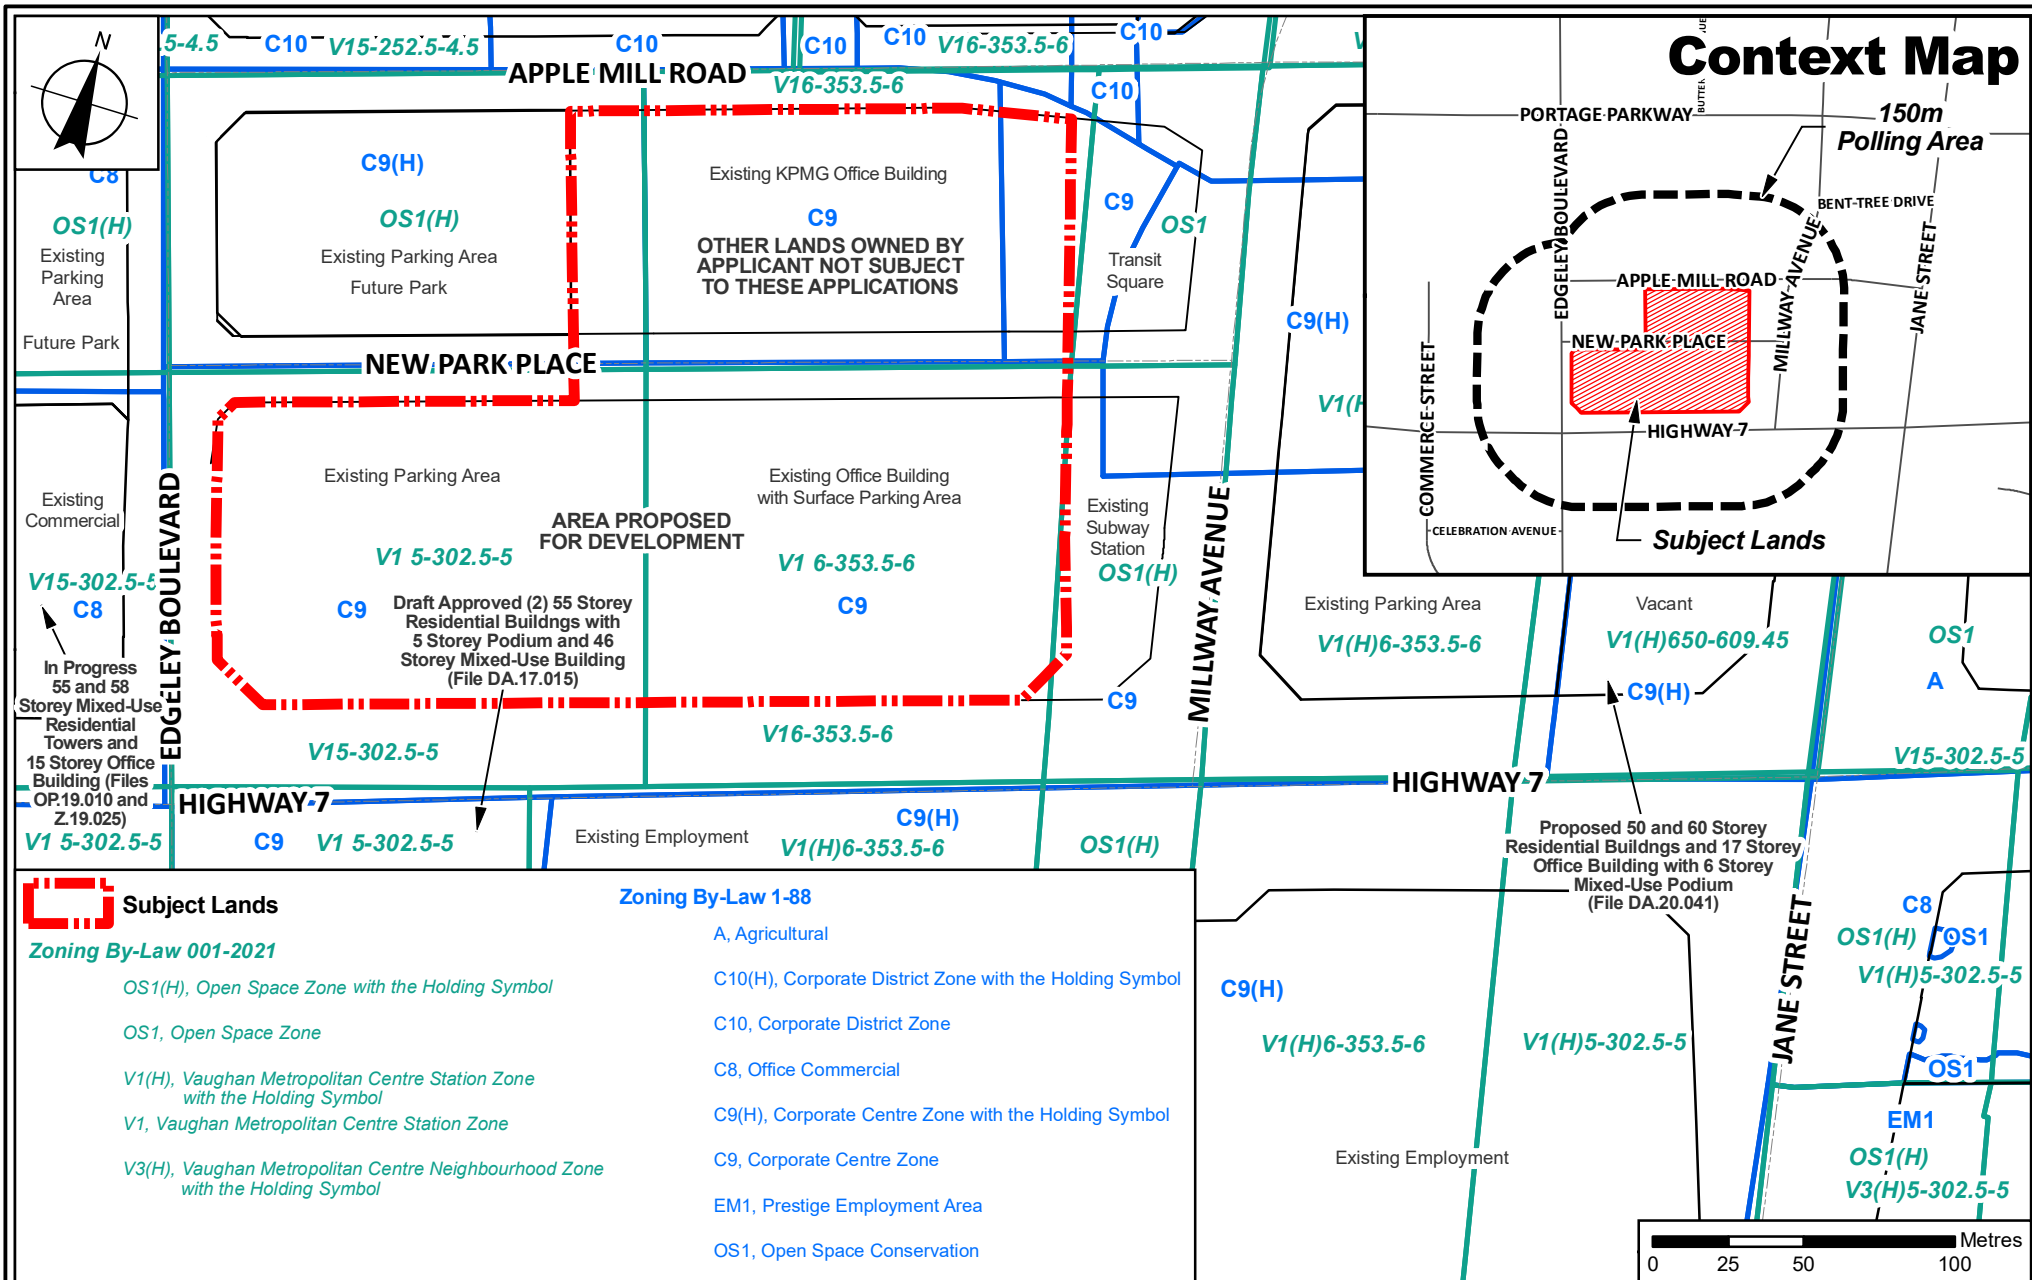 N
5-4.5
C10
V15-252.5-4.5
C10
C10
C10
V16-353.5-6
C10
APPLE MILL ROAD
V16-353.5-6
C10
Context Map
PORTAGE PARKWAY
150m
Polling Area
EDGELEY BOULEVARD
BENT-TREE DRIVE
MILLWAY AVENUE
JANE STREET
APPLE MILL ROAD
NEW PARK PLACE
COMMERCE STREET
HIGHWAY 7
CELEBRATION AVENUE
Subject Lands
C8
OS1(H)
Existing
Parking
Area
Future Park
C9(H)
OS1(H)
Existing Parking Area
Future Park
Existing KPMG Office Building
C9
OTHER LANDS OWNED BY
APPLICANT NOT SUBJECT
TO THESE APPLICATIONS
C9
OS1
Transit
Square
C9(H)
NEW PARK PLACE
Existing
Commercial
V15-302.5-5
C8
EDGELEY BOULEVARD
Existing Parking Area
AREA PROPOSED
FOR DEVELOPMENT
V1 5-302.5-5
C9
Existing Office Building
with Surface Parking Area
V1 6-353.5-6
C9
Existing
Subway
Station
OS1(H)
MILLWAY AVENUE
Draft Approved (2) 55 Storey
Residential Buildngs with
5 Storey Podium and 46
Storey Mixed-Use Building
(File DA.17.015)
In Progress
55 and 58
Storey Mixed-Use
Residential
Towers and
15 Storey Office
Building (Files
OP.19.010 and
Z.19.025)
V1 5-302.5-5
C9
V15-302.5-5
V16-353.5-6
Existing Parking Area
V1(H)6-353.5-6
Vacant
V1(H)650-609.45
C9(H)
OS1
A
V15-302.5-5
HIGHWAY 7
HIGHWAY 7
C9
V1 5-302.5-5
Existing Employment
C9(H)
V1(H)6-353.5-6
OS1(H)
Proposed 50 and 60 Storey
Residential Buildngs and 17 Storey
Office Building with 6 Storey
Mixed-Use Podium
(File DA.20.041)
JANE STREET
C8
OS1(H)
OS1
V1(H)5-302.5-5
C9(H)
V1(H)6-353.5-6
V1(H)5-302.5-5
OS1
EM1
OS1(H)
V3(H)5-302.5-5
Existing Employment
Subject Lands
Zoning By-Law 001-2021
OS1(H), Open Space Zone with the Holding Symbol
OS1, Open Space Zone
V1(H), Vaughan Metropolitan Centre Station Zone
with the Holding Symbol
V1, Vaughan Metropolitan Centre Station Zone
V3(H), Vaughan Metropolitan Centre Neighbourhood Zone
with the Holding Symbol
Zoning By-Law 1-88
A, Agricultural
C10(H), Corporate District Zone with the Holding Symbol
C10, Corporate District Zone
C8, Office Commercial
C9(H), Corporate Centre Zone with the Holding Symbol
C9, Corporate Centre Zone
EM1, Prestige Employment Area
OS1, Open Space Conservation
Metres
0 25 50 100